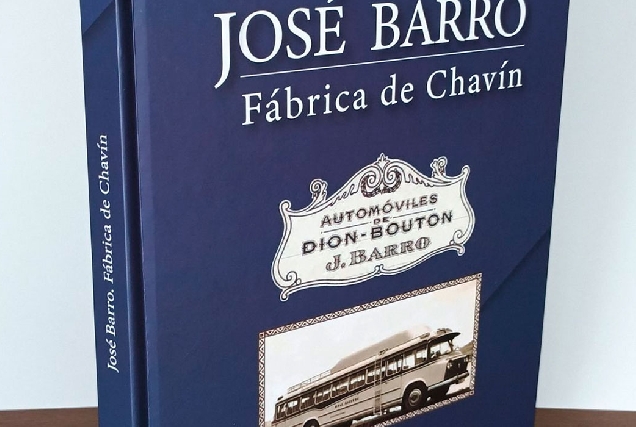 JOSÉ BARRO
Fábrica de Chavín
AUTOMÓVILES
DE
DION-BOUTON
J. BARRO
José Barro. Fábrica de Chavín